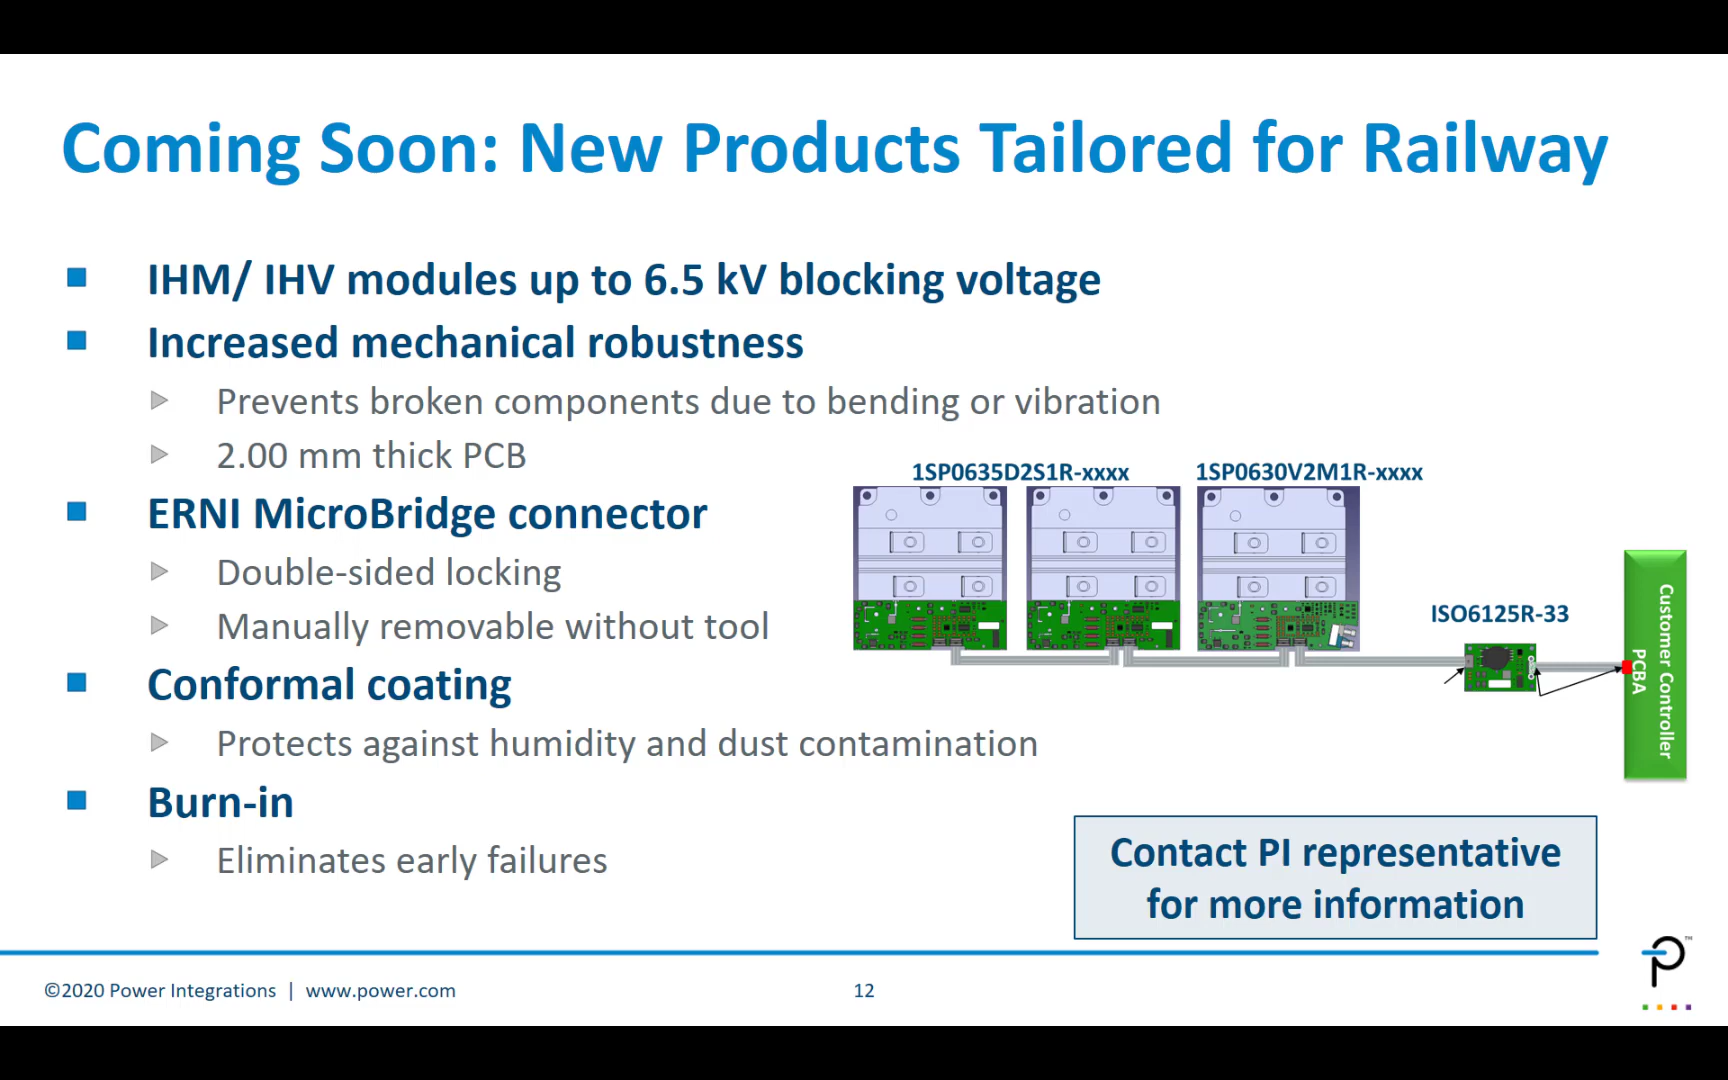 Coming Soon: New Products Tailored for Railway
IHM/ IHV modules up to 6.5 kV blocking voltage
Increased mechanical robustness
Prevents broken components due to bending or vibration
2.00 mm thick PCB
ERNI MicroBridge connector
Double-sided locking
Manually removable without tool
Conformal coating
Protects against humidity and dust contamination
Burn-in
Eliminates early failures
1SP0635D2S1R-xxxx
1SP0630V2M1R-xxxx
ISO6125R-33
Customer Controller
PCBA
Contact PI representative
for more information
©2020 Power Integrations | www.power.com
12
TM